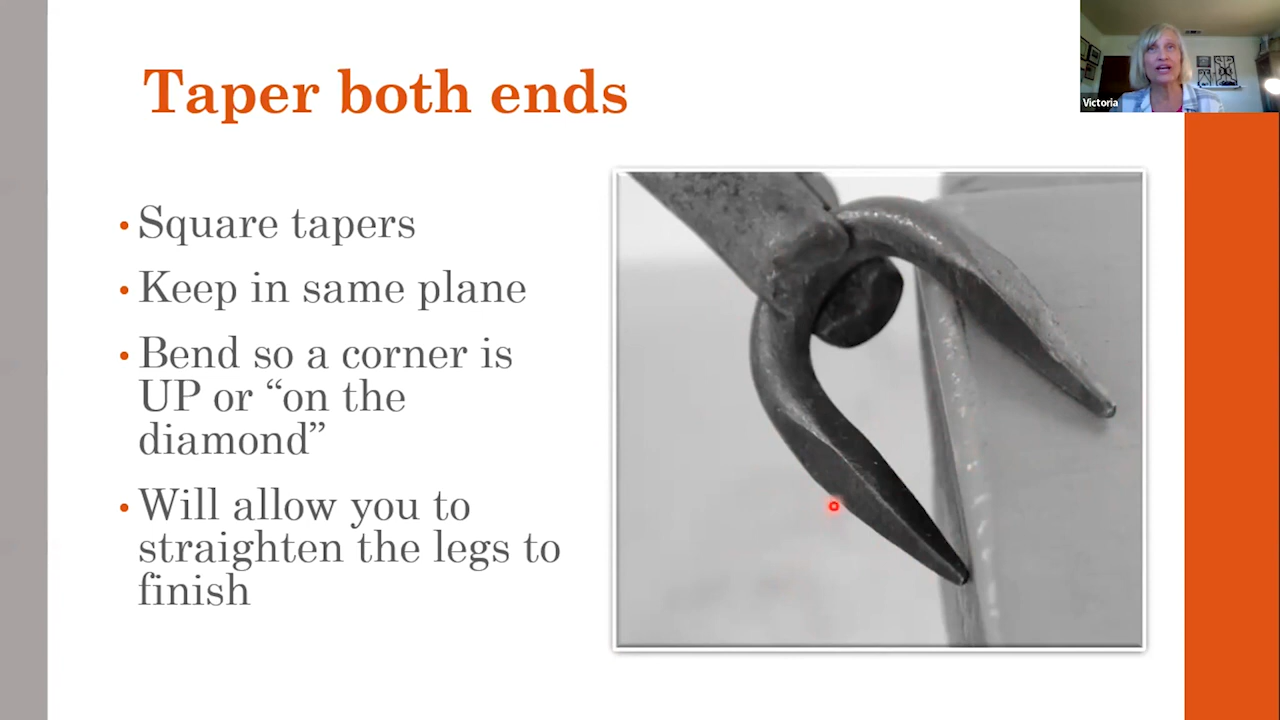 Taper both ends
Victoria
• Square tapers
• Keep in same plane
• Bend so a corner is
UP or “on the
diamond”
• Will allow you to
straighten the legs to
finish